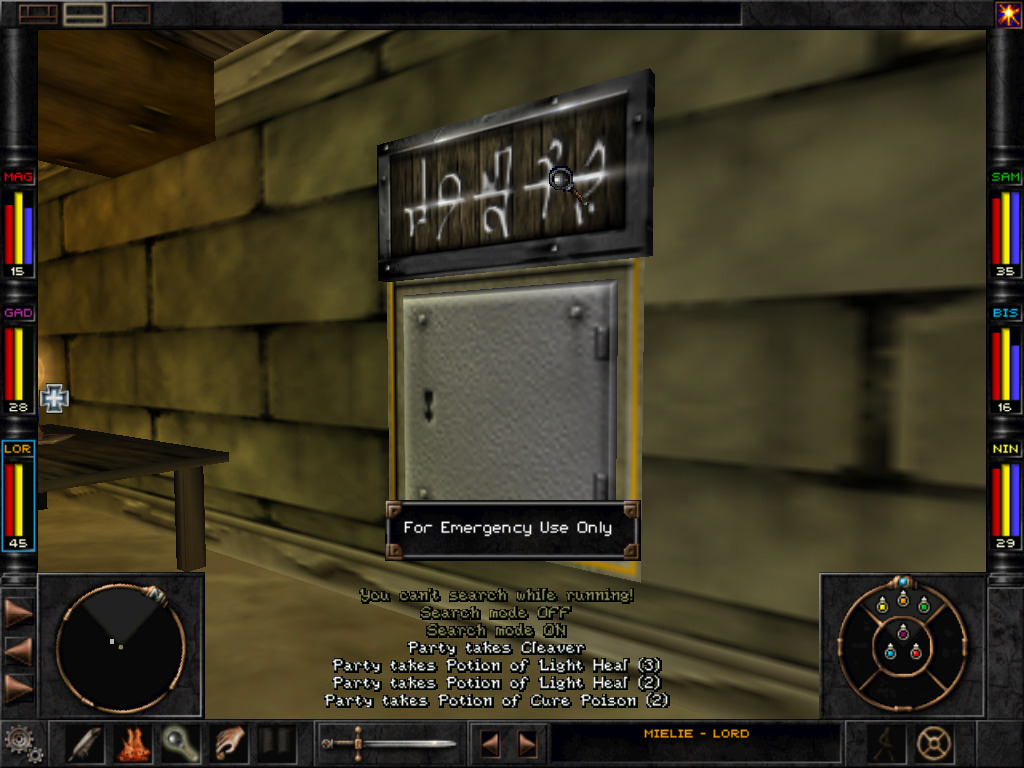 MAG
15
GAD
28
LOR
45
SAM
35
BIS
16
NIN
29
N
For Emergency Use Only
You can't search while running!
Search mode OFF
Search mode ON
Party takes Cleaver
Party takes Potion of Light Heal (3)
Party takes Potion of Light Heal (2)
Party takes Potion of Cure Poison (2)
MIELIE - LORD